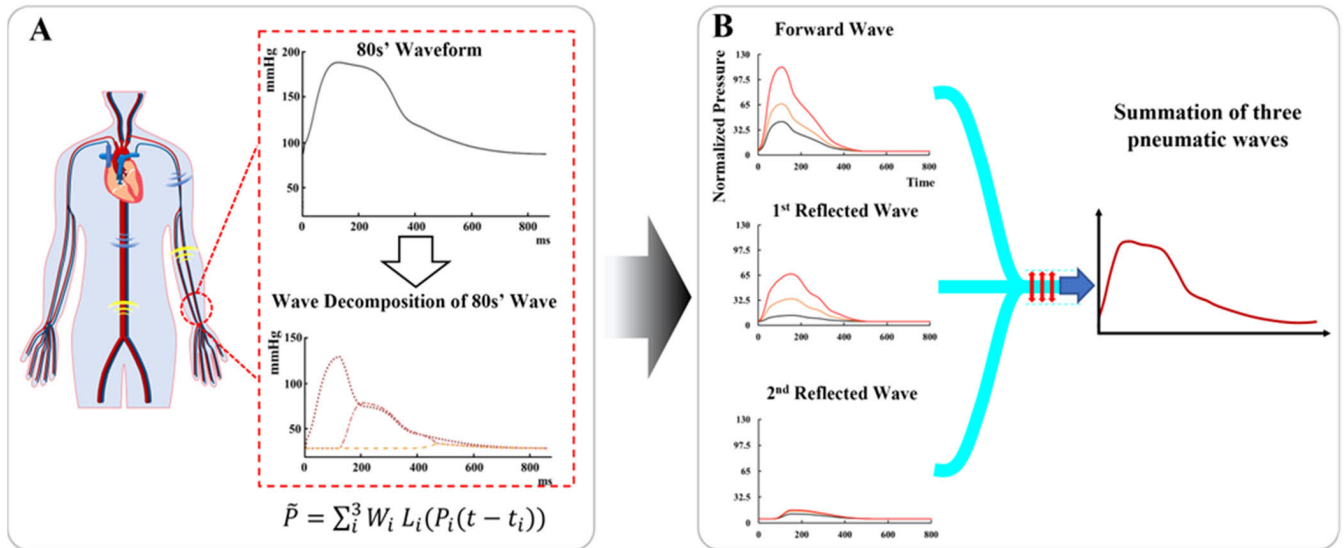 A
80s' Waveform
mmHg
200
150
100
50
0
200
400
600
800
ms
Wave Decomposition of 80s' Wave
mmHg
150
100
50
0
200
400
600
800
ms
P̃ = ∑ᵢ³ Wᵢ Lᵢ(Pᵢ(t − tᵢ))
B
Forward Wave
Normalized Pressure
130
97.5
65
32.5
0
0
200
400
600
800
Time
1st Reflected Wave
130
97.5
65
32.5
0
0
200
400
600
800
2nd Reflected Wave
130
97.5
65
32.5
0
0
200
400
600
800
Summation of three
pneumatic waves